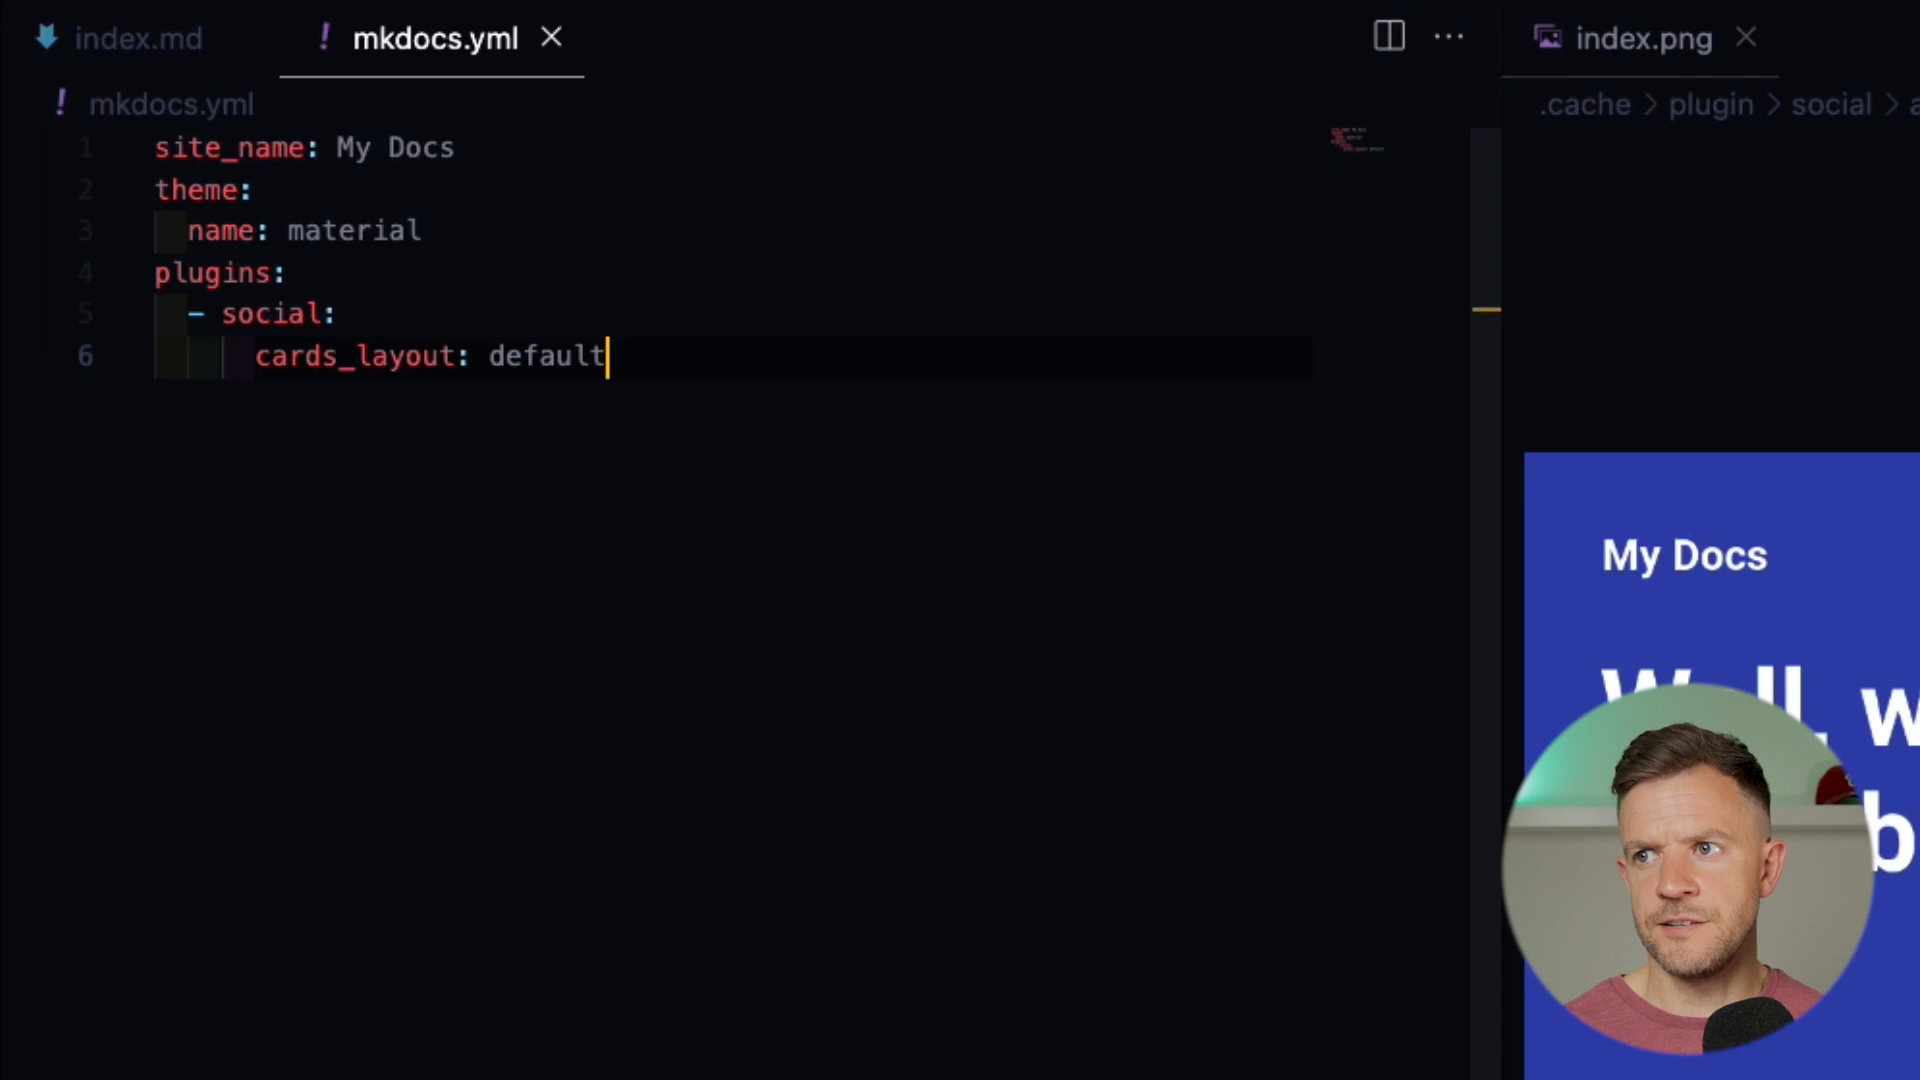 index.md
mkdocs.yml
mkdocs.yml
1 site_name: My Docs
2 theme:
3 name: material
4 plugins:
5 - social:
6 cards_layout: default
index.png
.cache > plugin > social >
My Docs